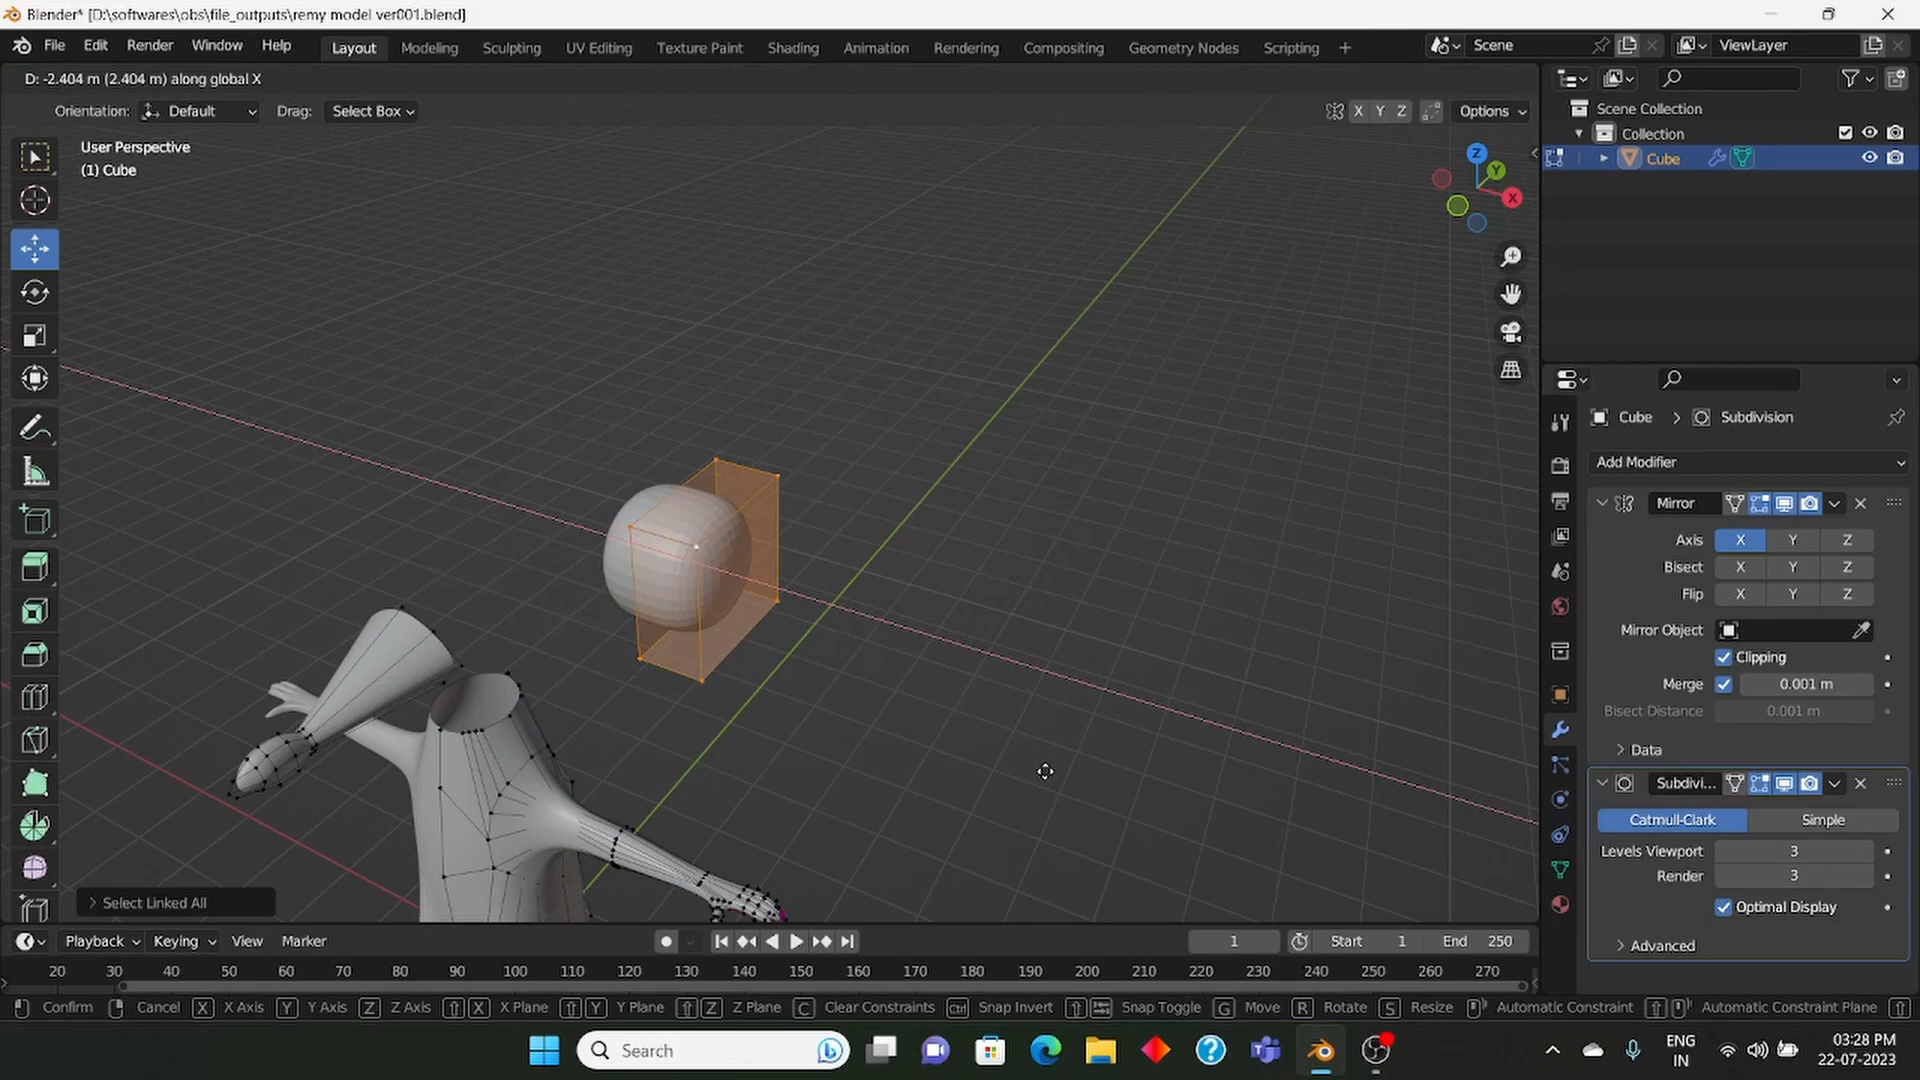 Blender* [D:\softwares\obs\file_outputs\remy model ver001.blend]
File Edit Render Window Help Layout Modeling Sculpting UV Editing Texture Paint Shading Animation Rendering Compositing Geometry Nodes Scripting + Scene ViewLayer
D: -2.404 m (2.404 m) along global X
Orientation: Default Drag: Select Box X Y Z Options
User Perspective
(1) Cube
Z
Y
X
Scene Collection
Collection
Cube
Cube > Subdivision
Add Modifier
Mirror
Axis X Y Z
Bisect X Y Z
Flip X Y Z
Mirror Object
Clipping
Merge 0.001 m
Bisect Distance 0.001 m
Data
Subdivi...
Catmull-Clark Simple
Levels Viewport 3
Render 3
Optimal Display
Advanced
Select Linked All
Playback Keying View Marker 1 Start 1 End 250
20 30 40 50 60 70 80 90 100 110 120 130 140 150 160 170 180 190 200 210 220 230 240 250 260 270
Confirm Cancel X X Axis Y Y Axis Z Z Axis X X Plane Y Y Plane Z Z Plane C Clear Constraints Ctrl Snap Invert Snap Toggle G Move R Rotate S Resize Automatic Constraint Automatic Constraint Plane
Search
ENG
IN
03:28 PM
22-07-2023